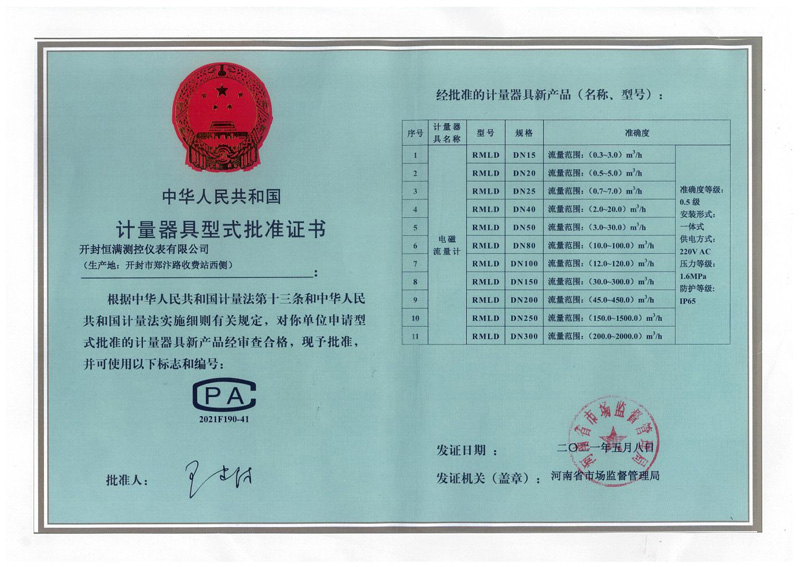 中华人民共和国
计量器具型式批准证书
开封恒满测控仪表有限公司
（生产地：开封市郑汴路收费站西侧）
：
根据中华人民共和国计量法第十三条和中华人民
共和国计量法实施细则有关规定，对你单位申请型
式批准的计量器具新产品经审查合格，现予批准，
并可使用以下标志和编号：
CPA
2021F190-41
批准人：
经批准的计量器具新产品（名称、型号）：
序号 计量器具名称 型号 规格 准确度
电磁流量计
1 RMLD DN15 流量范围：（0.3~3.0）m³/h
2 RMLD DN20 流量范围：（0.5~5.0）m³/h
3 RMLD DN25 流量范围：（0.7~7.0）m³/h
4 RMLD DN40 流量范围：（2.0~20.0）m³/h
5 RMLD DN50 流量范围：（3.0~30.0）m³/h
6 RMLD DN80 流量范围：（10.0~100.0）m³/h
7 RMLD DN100 流量范围：（12.0~120.0）m³/h
8 RMLD DN150 流量范围：（30.0~300.0）m³/h
9 RMLD DN200 流量范围：（45.0~450.0）m³/h
10 RMLD DN250 流量范围：（150.0~1500.0）m³/h
11 RMLD DN300 流量范围：（200.0~2000.0）m³/h
准确度等级：
0.5 级
安装形式：
一体式
供电方式：
220V AC
压力等级：
1.6MPa
防护等级：
IP65
河南省市场监督管理局
发证日期 ： 二〇二一年五月八日
发证机关（盖章）： 河南省市场监督管理局